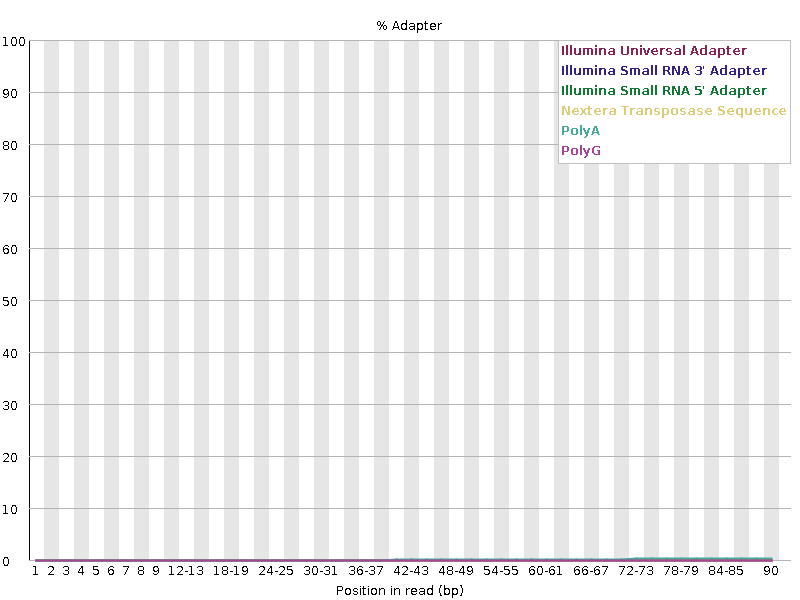 % Adapter
100
90
80
70
60
50
40
30
20
10
0
Illumina Universal Adapter
Illumina Small RNA 3' Adapter
Illumina Small RNA 5' Adapter
Nextera Transposase Sequence
PolyA
PolyG
1 2 3 4 5 6 7 8 9 12-13 18-19 24-25 30-31 36-37 42-43 48-49 54-55 60-61 66-67 72-73 78-79 84-85 90
Position in read (bp)